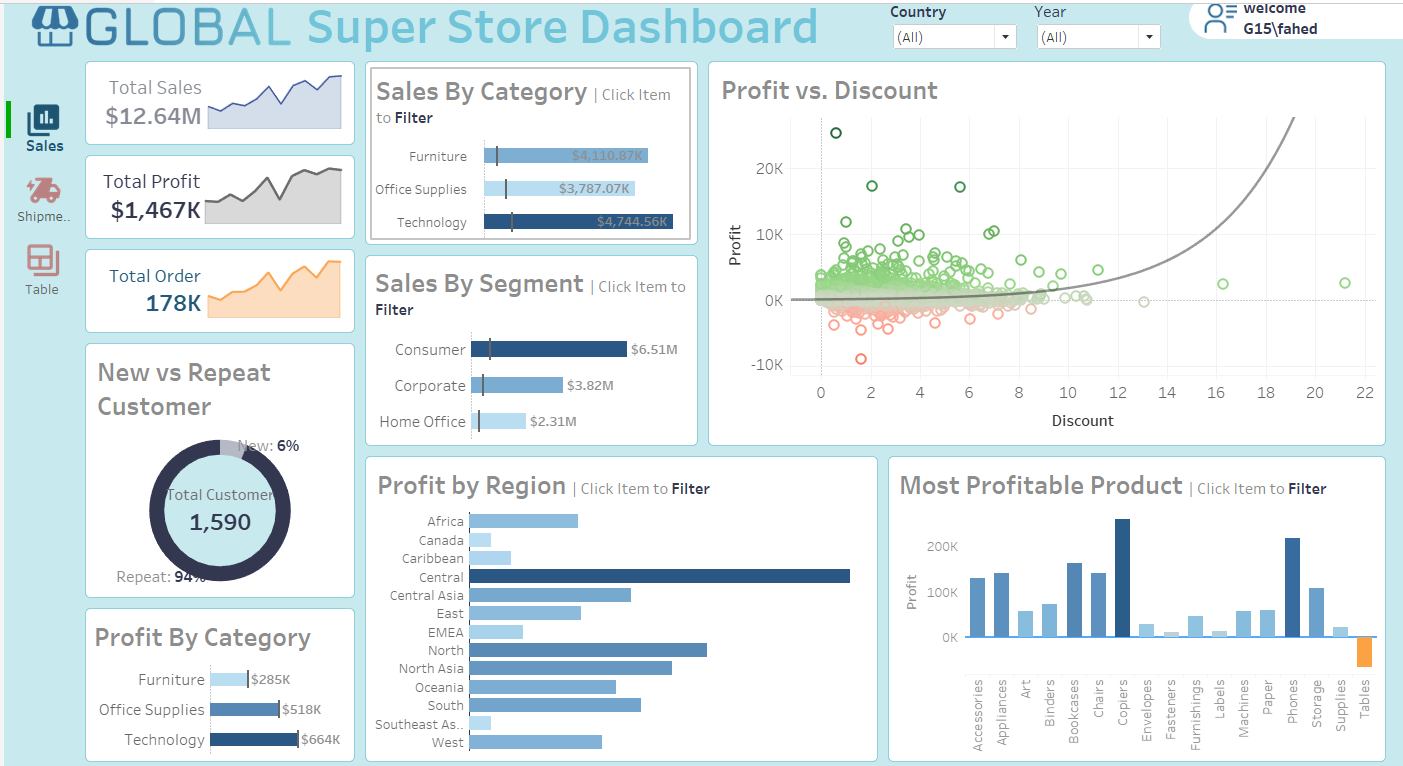 GLOBAL Super Store Dashboard
Country
(All)
Year
(All)
welcome
G15\fahed
Sales
Shipme..
Table
Total Sales
$12.64M
Total Profit
$1,467K
Total Order
178K
New vs Repeat
Customer
New: 6%
Total Customer
1,590
Repeat: 94%
Profit By Category
Furniture
$285K
Office Supplies
$518K
Technology
$664K
Sales By Category | Click Item
to Filter
Furniture
$4,110.87K
Office Supplies
$3,787.07K
Technology
$4,744.56K
Sales By Segment | Click Item to
Filter
Consumer
$6.51M
Corporate
$3.82M
Home Office
$2.31M
Profit vs. Discount
Profit
20K
10K
0K
-10K
0 2 4 6 8 10 12 14 16 18 20 22
Discount
Profit by Region | Click Item to Filter
Africa
Canada
Caribbean
Central
Central Asia
East
EMEA
North
North Asia
Oceania
South
Southeast As..
West
Most Profitable Product | Click Item to Filter
Profit
200K
100K
0K
Accessories
Appliances
Art
Binders
Bookcases
Chairs
Copiers
Envelopes
Fasteners
Furnishings
Labels
Machines
Paper
Phones
Storage
Supplies
Tables